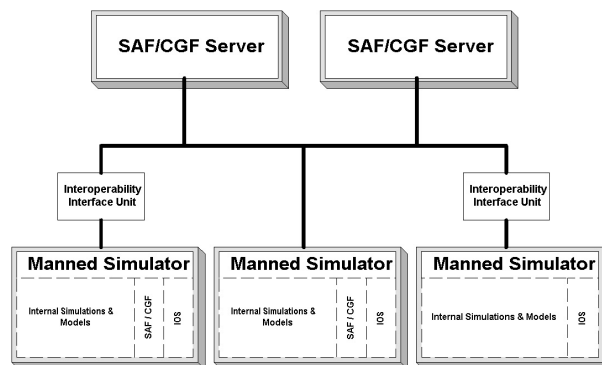 SAF/CGF Server
SAF/CGF Server
Interoperability
Interface Unit
Interoperability
Interface Unit
Manned Simulator
Internal Simulations &
Models
SAF / CGF
IOS
Manned Simulator
Internal Simulations &
Models
SAF / CGF
IOS
Manned Simulator
Internal Simulations & Models
IOS